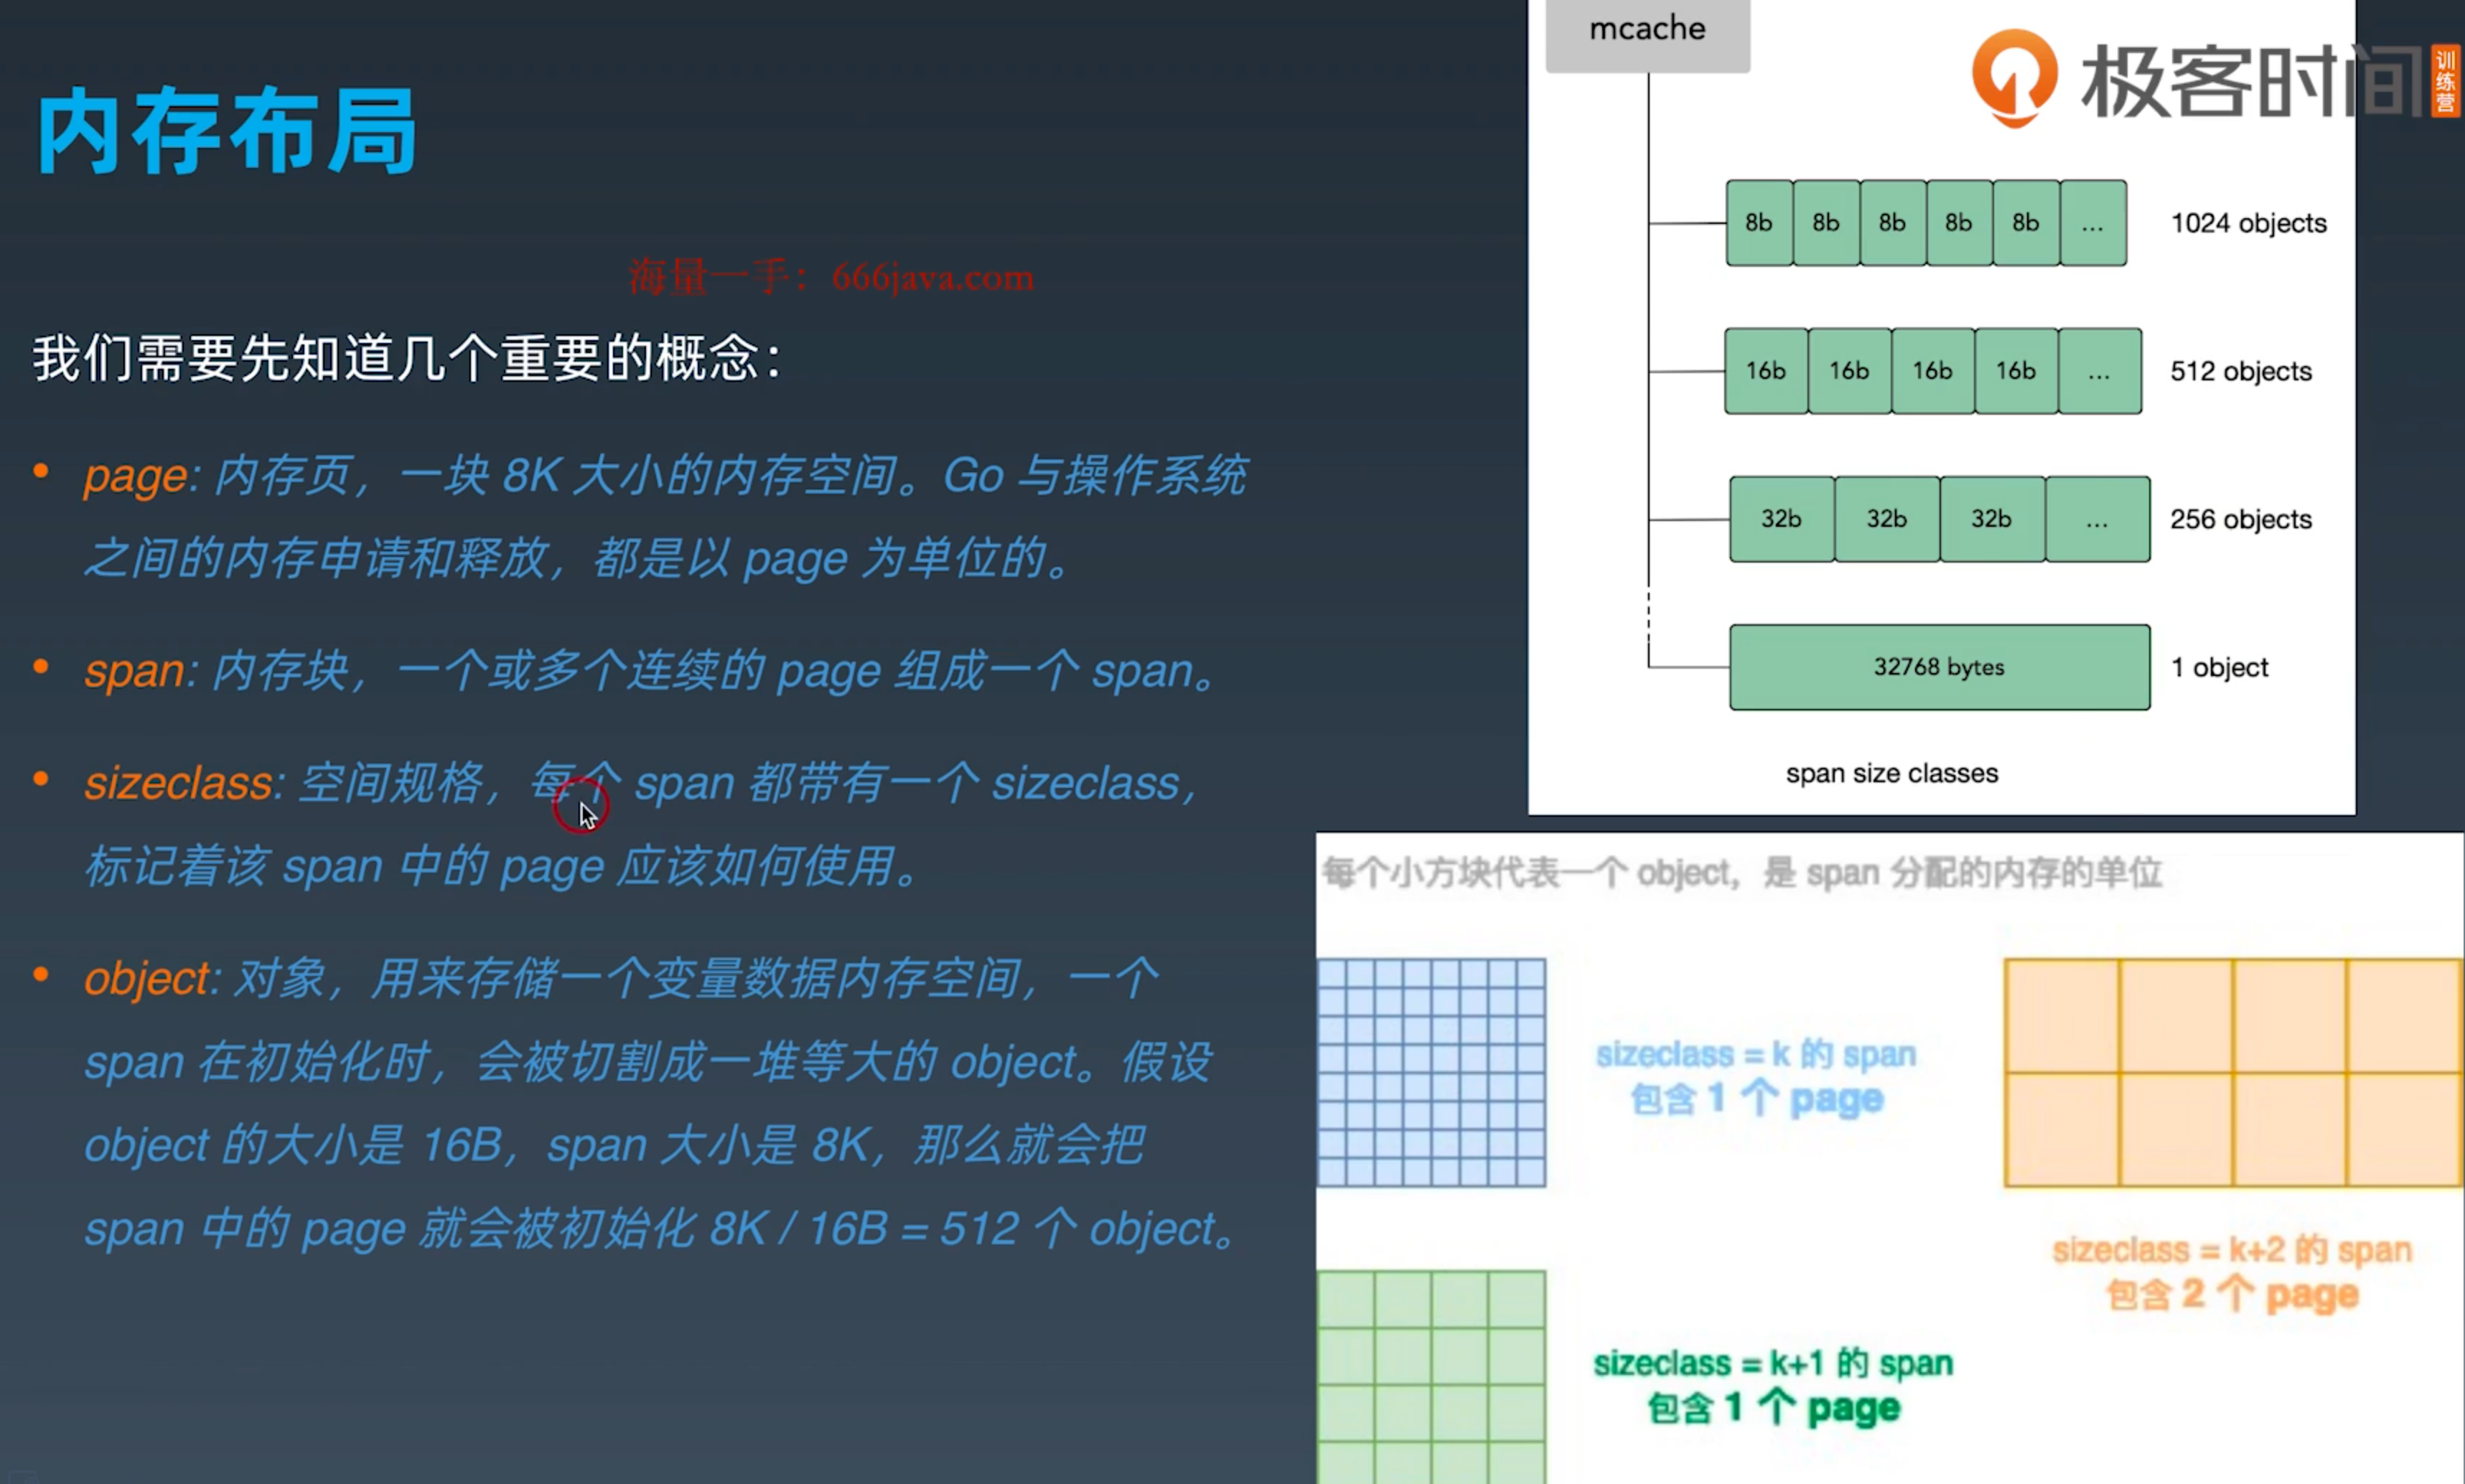 内存布局
海量一手：666java.com
我们需要先知道几个重要的概念：
• page: 内存页，一块 8K 大小的内存空间。Go 与操作系统
之间的内存申请和释放，都是以 page 为单位的。
• span: 内存块，一个或多个连续的 page 组成一个 span。
• sizeclass: 空间规格，每个 span 都带有一个 sizeclass，
标记着该 span 中的 page 应该如何使用。
• object: 对象，用来存储一个变量数据内存空间，一个
span 在初始化时，会被切割成一堆等大的 object。假设
object 的大小是 16B，span 大小是 8K，那么就会把
span 中的 page 就会被初始化 8K / 16B = 512 个 object。
mcache
极客时间
训练营
8b 8b 8b 8b 8b ... 1024 objects
16b 16b 16b 16b ... 512 objects
32b 32b 32b ... 256 objects
32768 bytes 1 object
span size classes
每个小方块代表一个 object，是 span 分配的内存的单位
sizeclass = k 的 span
包含 1 个 page
sizeclass = k+2 的 span
包含 2 个 page
sizeclass = k+1 的 span
包含 1 个 page